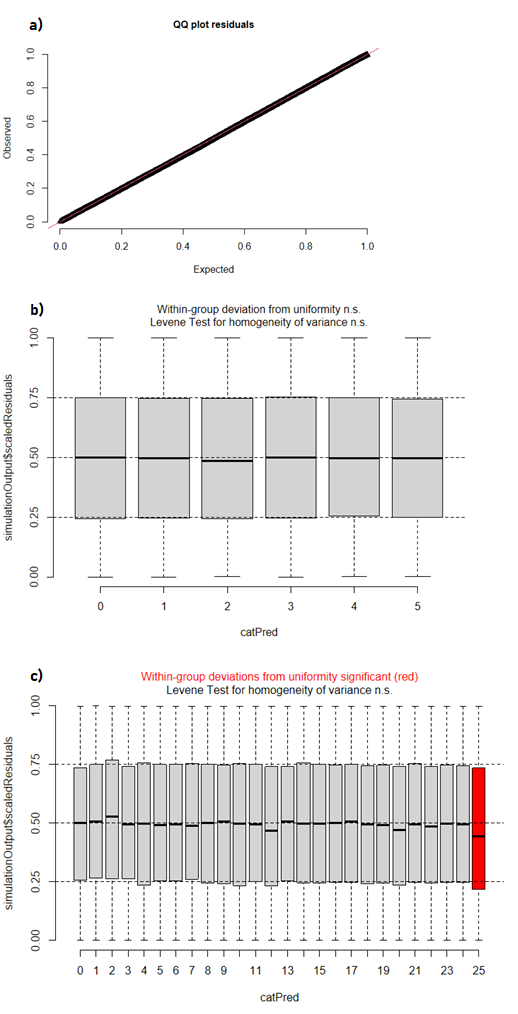 a)
QQ plot residuals
1.0
0.8
0.6
0.4
0.2
0.0
Observed
0.0 0.2 0.4 0.6 0.8 1.0
Expected
b)
Within-group deviation from uniformity n.s.
Levene Test for homogeneity of variance n.s.
1.00
0.75
0.50
0.25
0.00
simulationOutput$scaledResiduals
0 1 2 3 4 5
catPred
c)
Within-group deviations from uniformity significant (red)
Levene Test for homogeneity of variance n.s.
1.00
0.75
0.50
0.25
0.00
simulationOutput$scaledResiduals
0 1 2 3 4 5 6 7 8 9 11 13 15 17 19 21 23 25
catPred